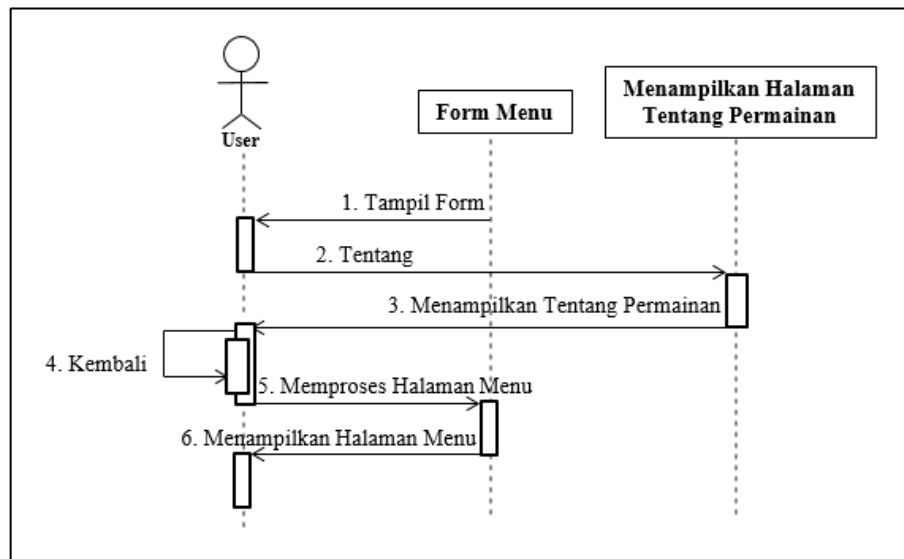 User
Form Menu
Menampilkan Halaman
Tentang Permainan
1. Tampil Form
2. Tentang
3. Menampilkan Tentang Permainan
4. Kembali
5. Memproses Halaman Menu
6. Menampilkan Halaman Menu